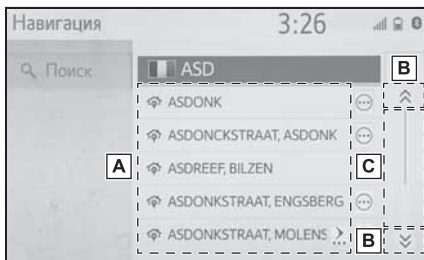 Навигация 3:26
Поиск
ASD
B
ASDONK
ASDONCKSTRAAT, ASDONK
A
ASDREEF, BILZEN
C
ASDONKSTRAAT, ENGSBERG
ASDONKSTRAAT, MOLENS
B